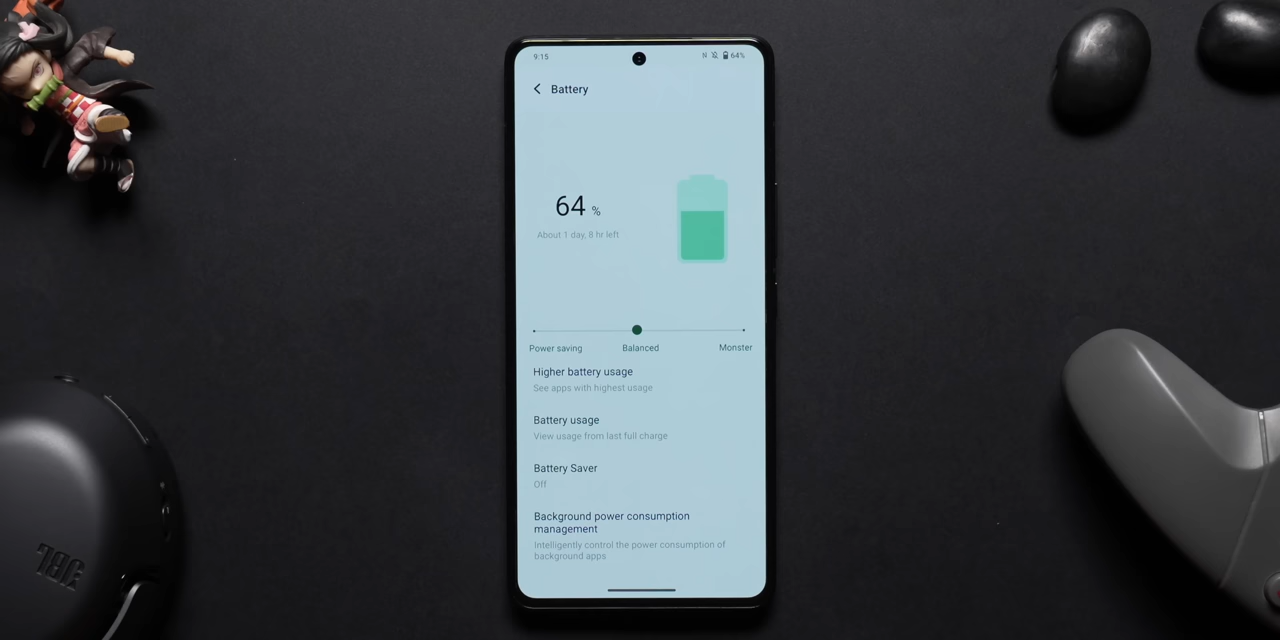 9:15
64%
Battery
64 %
About 1 day, 8 hr left
Power saving
Balanced
Monster
Higher battery usage
See apps with highest usage
Battery usage
View usage from last full charge
Battery Saver
Off
Background power consumption
management
Intelligently control the power consumption of
background apps
JBL